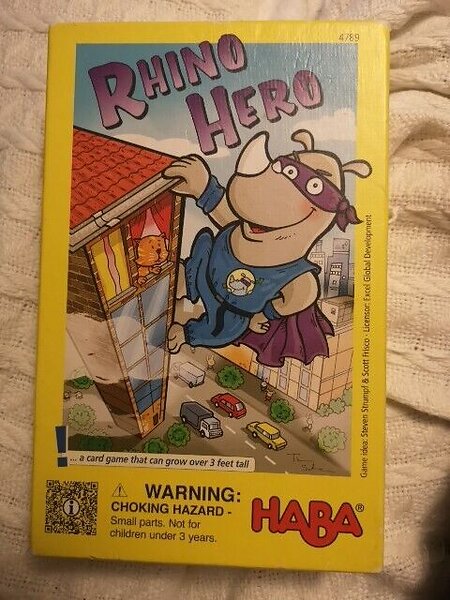 4789
RHINO
HERO
Game idea: Steven Strumpf & Scott Frisco · Licensor: Excel Global Development
! ... a card game that can grow over 3 feet tall
WARNING:
CHOKING HAZARD -
Small parts. Not for
children under 3 years.
HABA®